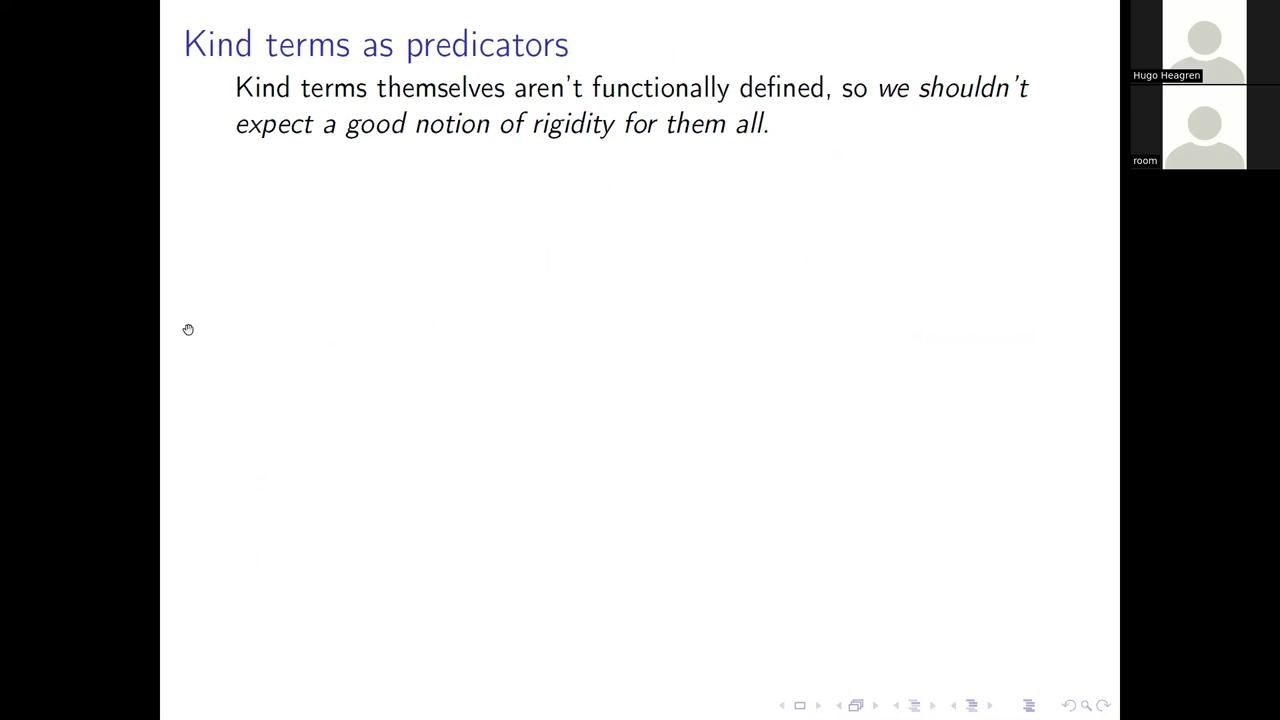 Kind terms as predicators
Kind terms themselves aren't functionally defined, so we shouldn't
expect a good notion of rigidity for them all.
Hugo Heagren
room